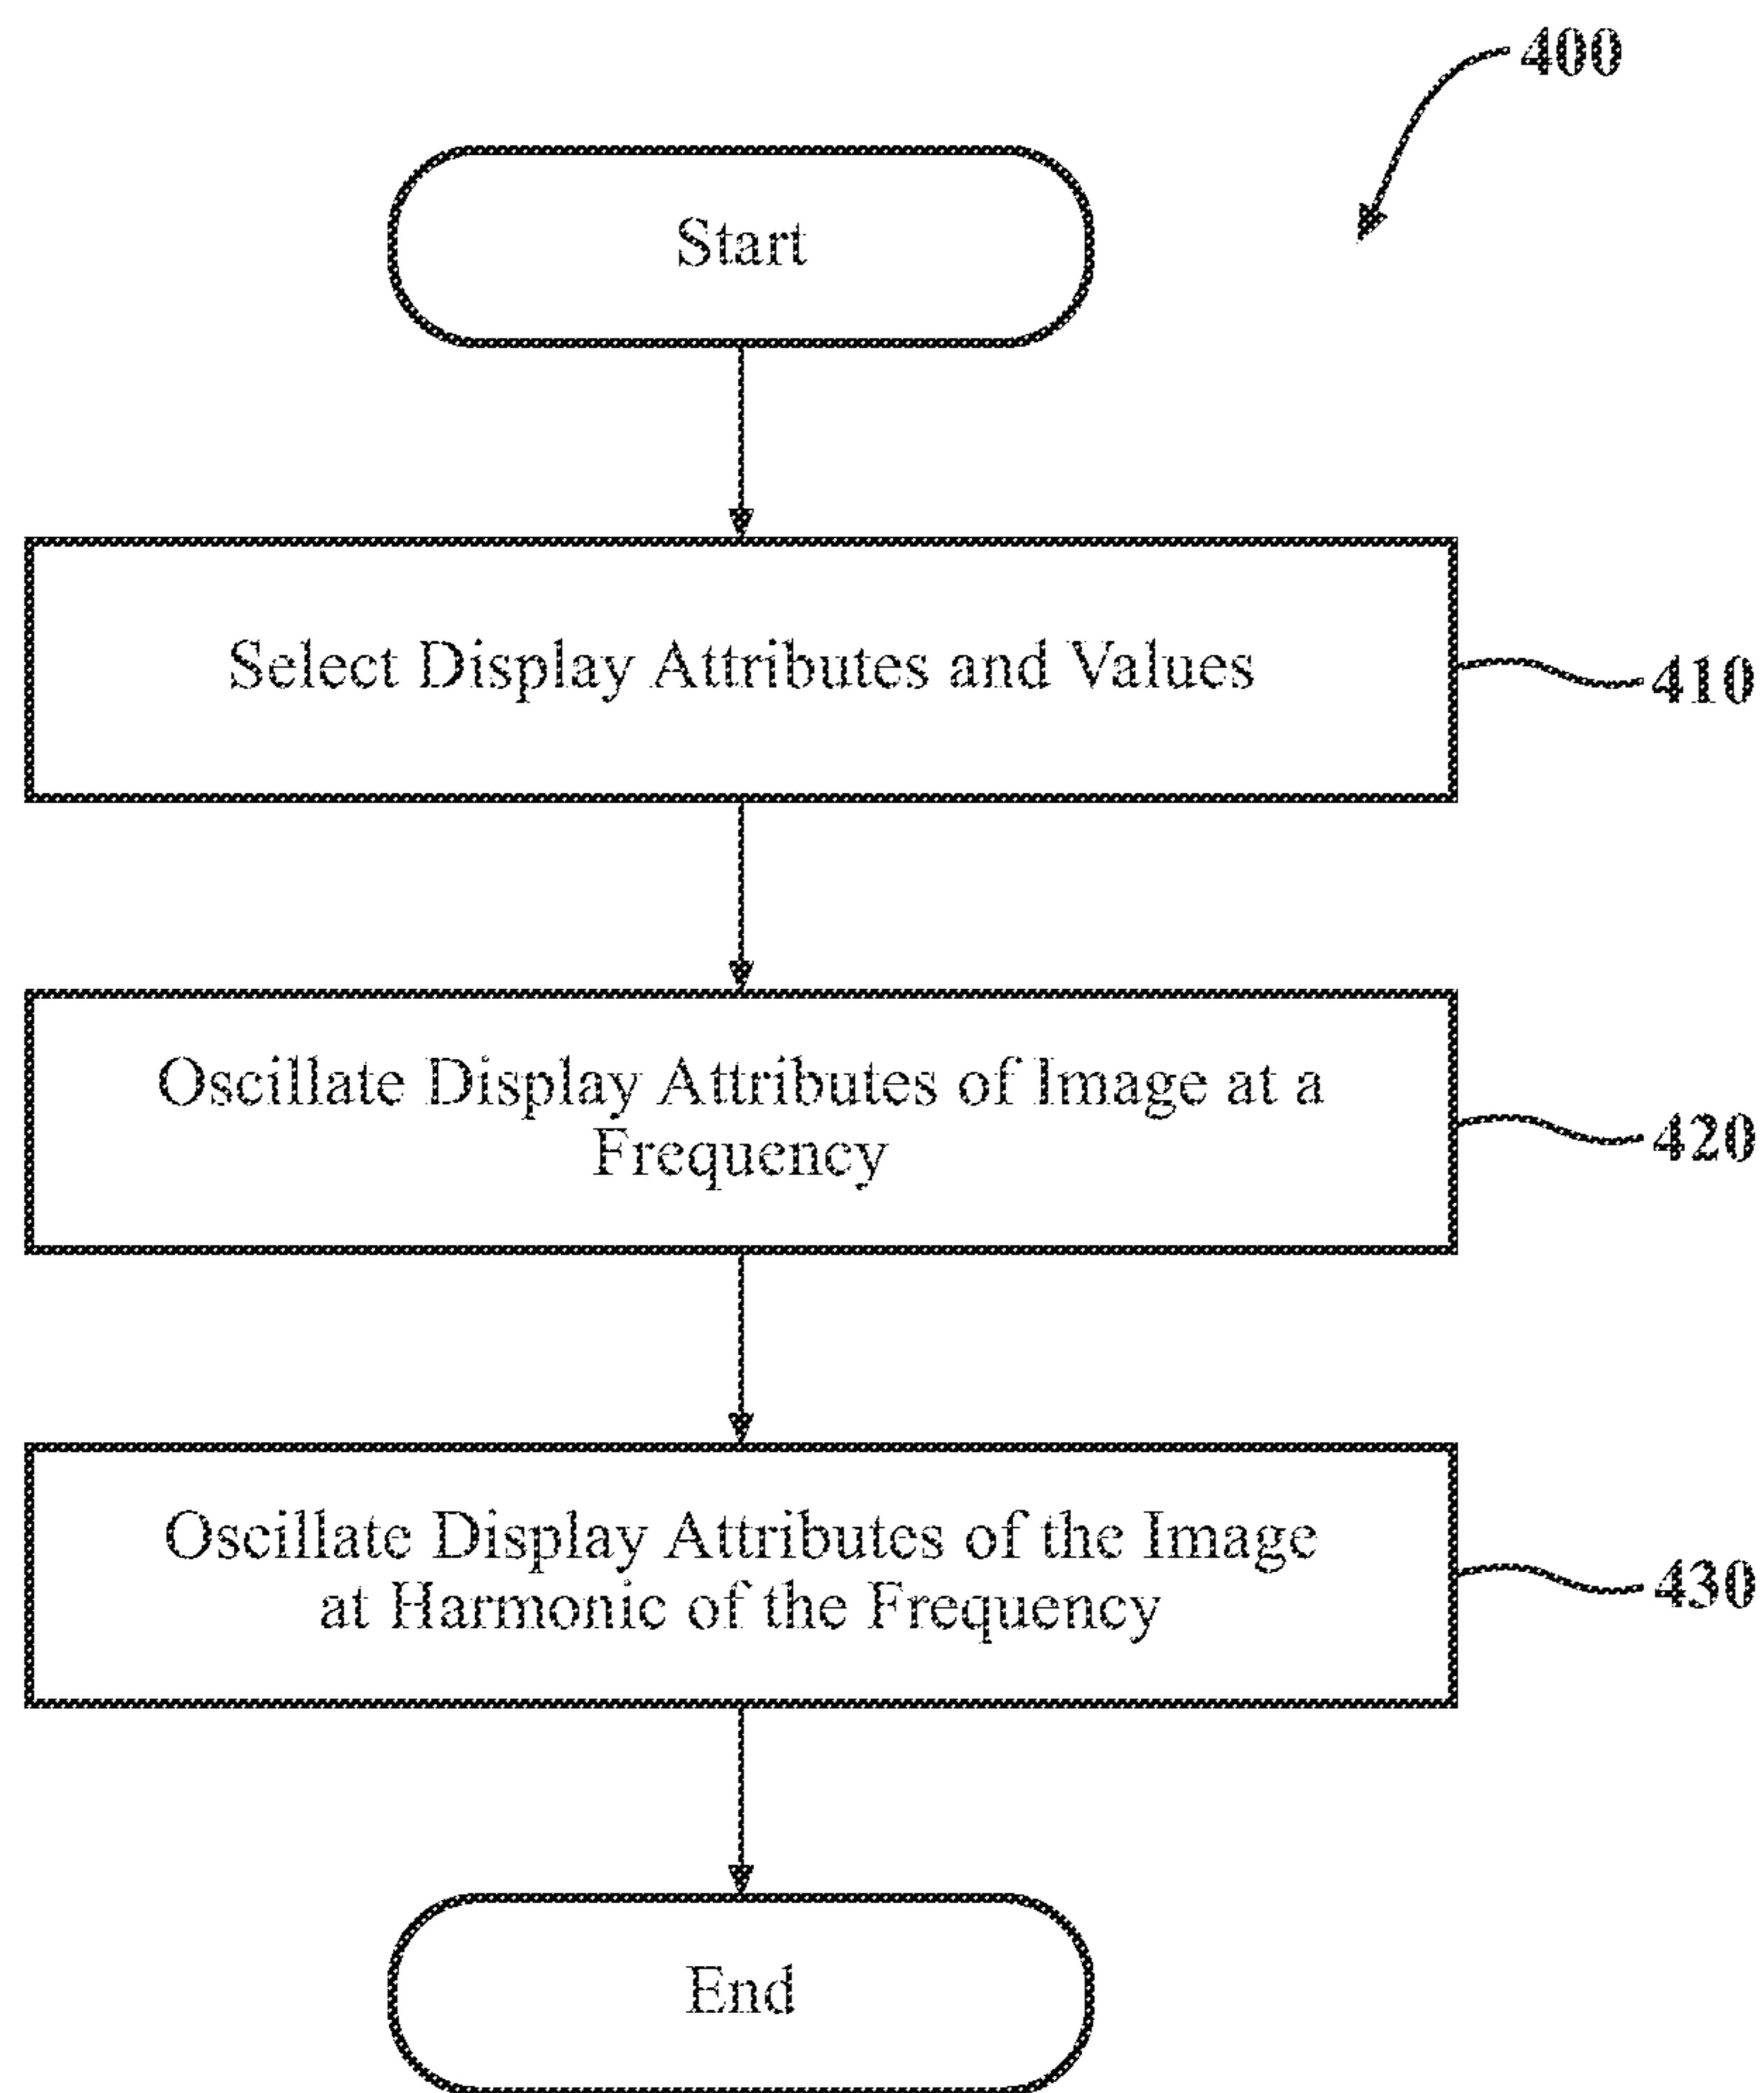 400
Start
Select Display Attributes and Values
410
Oscillate Display Attributes of Image at a
Frequency
420
Oscillate Display Attributes of the Image
at Harmonic of the Frequency
430
End